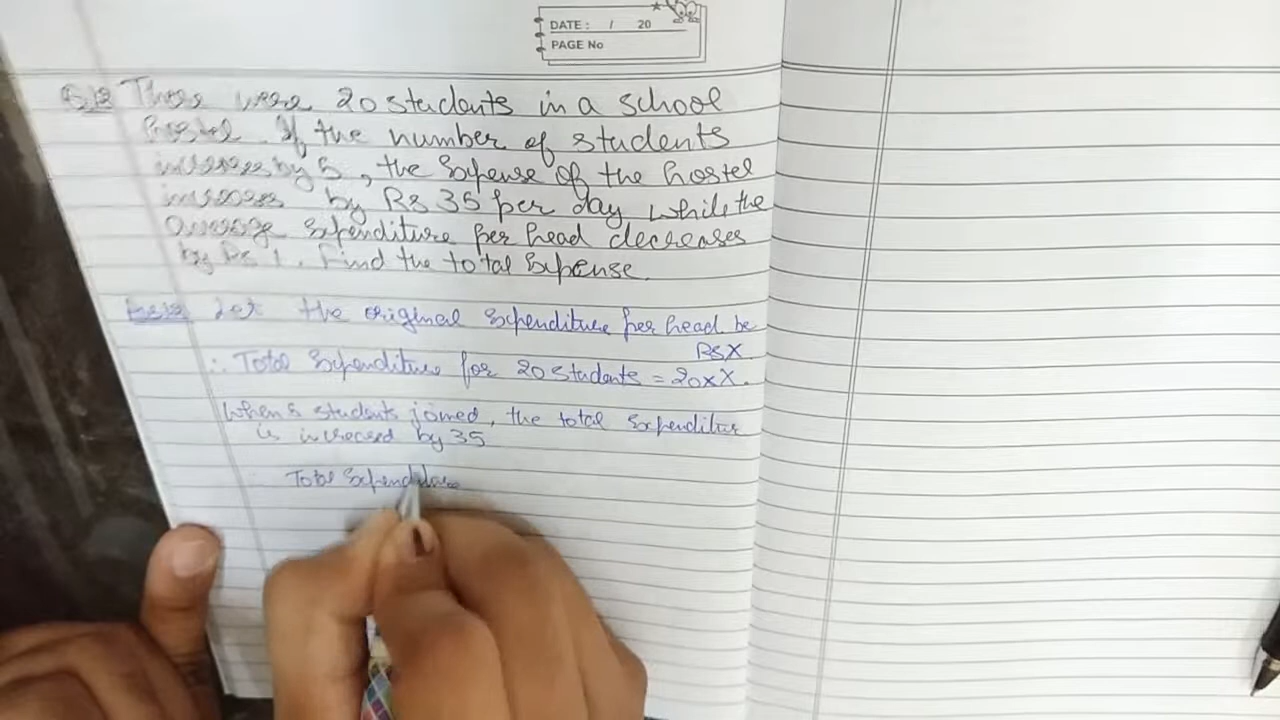 DATE : / 20
PAGE No
There were 20 students in a school
hostel. If the number of students
increases by 5, the Expense of the hostel
increases by Rs 35 per day while the
average Expenditure per head decreases
by Rs 1. Find the total Expense.
Let the original Expenditure per head be
Rs X
∴ Total Expenditure for 20 students = 20 x X.
When 5 students joined, the total Expenditure
is increased by 35
Total Expenditure